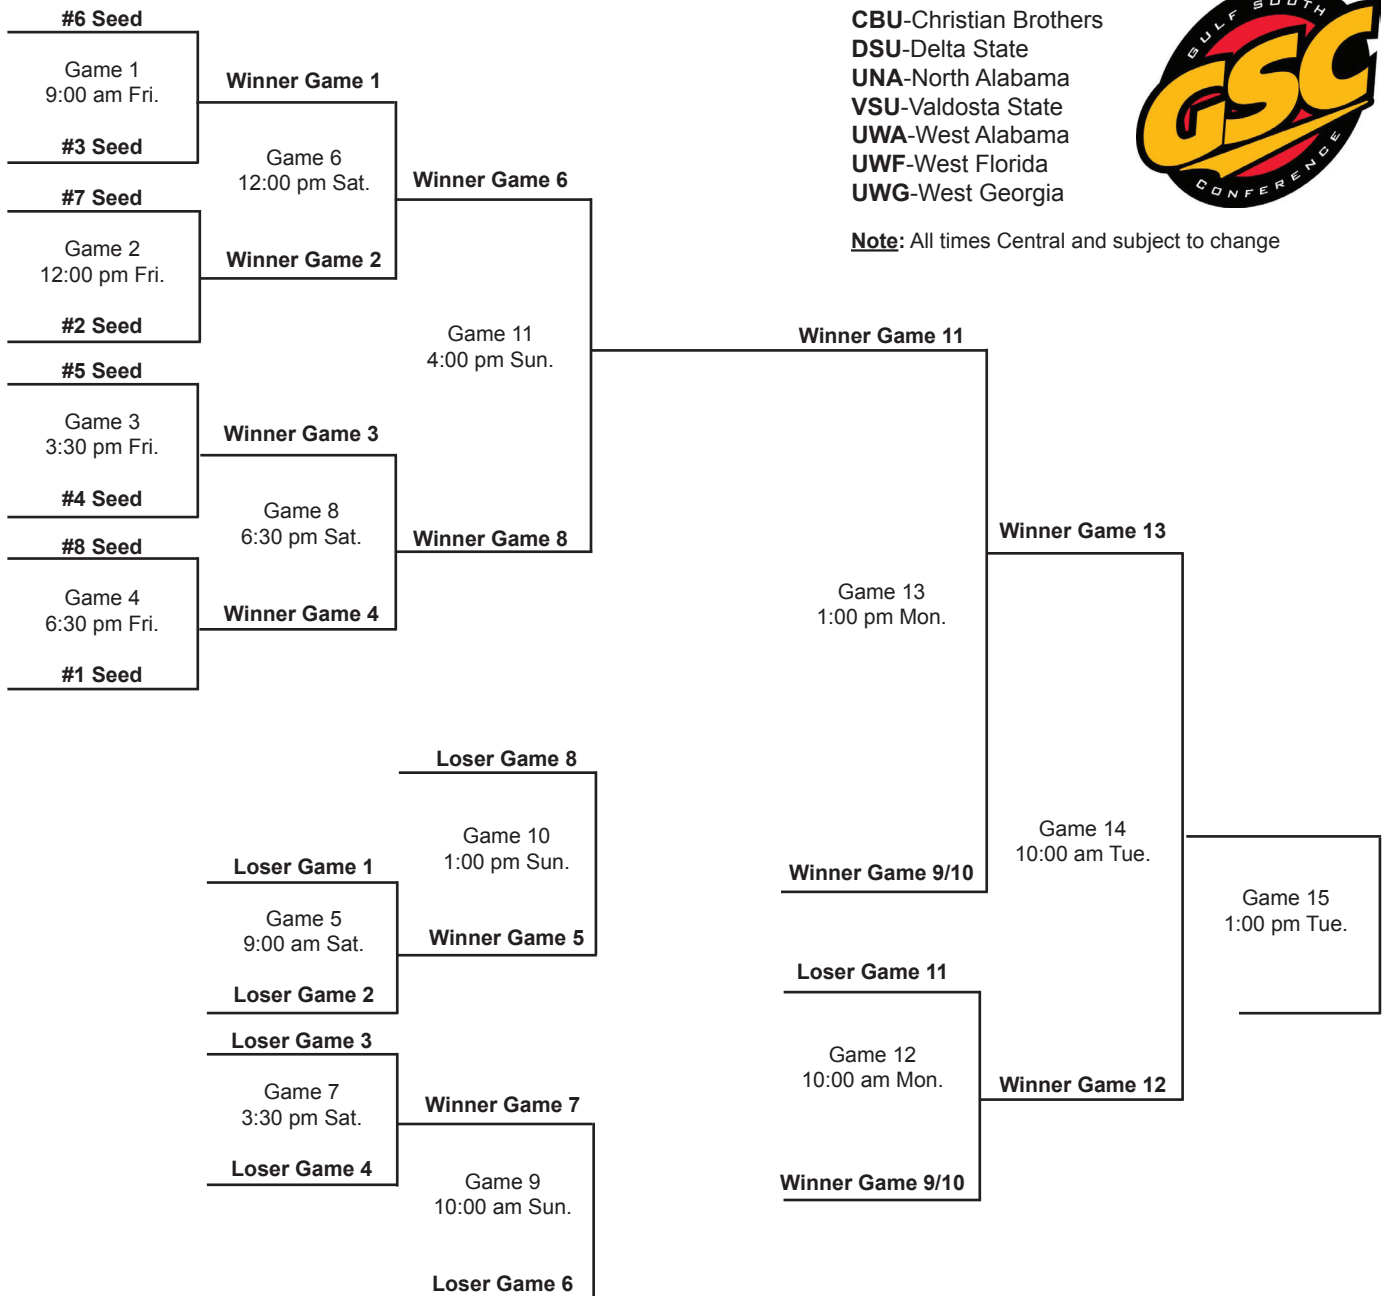 #6 Seed
Game 1
9:00 am Fri.
#3 Seed
#7 Seed
Game 2
12:00 pm Fri.
#2 Seed
#5 Seed
Game 3
3:30 pm Fri.
#4 Seed
#8 Seed
Game 4
6:30 pm Fri.
#1 Seed
Winner Game 1
Game 6
12:00 pm Sat.
Winner Game 2
Winner Game 3
Game 8
6:30 pm Sat.
Winner Game 4
Winner Game 6
Game 11
4:00 pm Sun.
Winner Game 8
CBU-Christian Brothers
DSU-Delta State
UNA-North Alabama
VSU-Valdosta State
UWA-West Alabama
UWF-West Florida
UWG-West Georgia
Note: All times Central and subject to change
GULF SOUTH
GSC
CONFERENCE
Winner Game 11
Game 13
1:00 pm Mon.
Winner Game 9/10
Winner Game 13
Game 14
10:00 am Tue.
Winner Game 12
Game 15
1:00 pm Tue.
Loser Game 8
Game 10
1:00 pm Sun.
Winner Game 5
Loser Game 1
Game 5
9:00 am Sat.
Loser Game 2
Loser Game 3
Game 7
3:30 pm Sat.
Loser Game 4
Winner Game 7
Game 9
10:00 am Sun.
Loser Game 6
Loser Game 11
Game 12
10:00 am Mon.
Winner Game 9/10